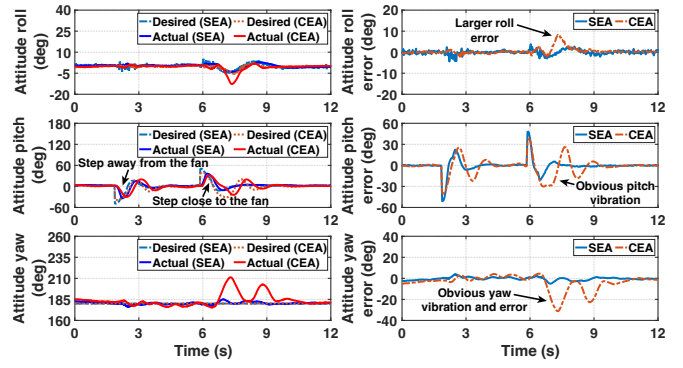 Attitude roll
(deg)
40
25
10
-5
-20
Desired (SEA)
Desired (CEA)
Actual (SEA)
Actual (CEA)
0
3
6
9
12
Attitude roll
error (deg)
20
10
0
-10
-20
Larger roll
error
SEA
CEA
0
3
6
9
12
Attitude pitch
(deg)
180
120
60
0
-60
Desired (SEA)
Desired (CEA)
Actual (SEA)
Actual (CEA)
Step away from the fan
Step close to the fan
0
3
6
9
12
Attitude pitch
error (deg)
60
30
0
-30
-60
SEA
CEA
Obvious pitch
vibration
0
3
6
9
12
Attitude yaw
(deg)
260
235
210
185
160
Desired (SEA)
Desired (CEA)
Actual (SEA)
Actual (CEA)
0
3
6
9
12
Time (s)
Attitude yaw
error (deg)
40
20
0
-20
-40
SEA
CEA
Obvious yaw
vibration and error
0
3
6
9
12
Time (s)